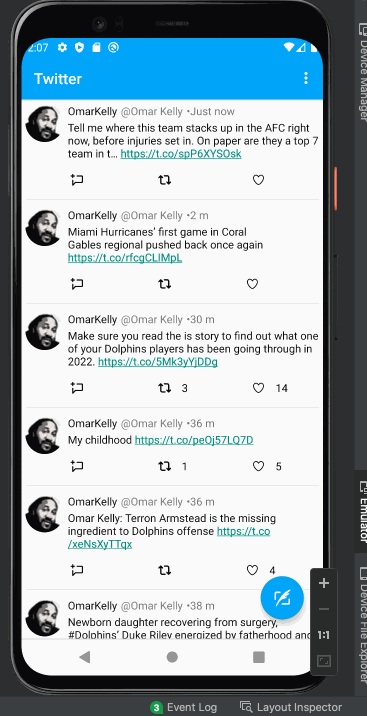 2:07
Twitter
OmarKelly @Omar Kelly •Just now
Tell me where this team stacks up in the AFC right
now, before injuries set in. On paper are they a top 7
team in t… https://t.co/spP6XYSOsk
OmarKelly @Omar Kelly •2 m
Miami Hurricanes' first game in Coral
Gables regional pushed back once again
https://t.co/rfcgCLIMpL
OmarKelly @Omar Kelly •30 m
Make sure you read the is story to find out what one
of your Dolphins players has been going through in
2022. https://t.co/5Mk3yYjDDg
3 14
OmarKelly @Omar Kelly •36 m
My childhood https://t.co/peOj57LQ7D
1 5
OmarKelly @Omar Kelly •36 m
Omar Kelly: Terron Armstead is the missing
ingredient to Dolphins offense https://t.co
/xeNsXyTTqx
4
OmarKelly @Omar Kelly •38 m
Newborn daughter recovering from surgery,
#Dolphins' Duke Riley energized by fatherhood and
Device Manager
Emulator
Device File Explorer
1:1
3 Event Log Layout Inspector